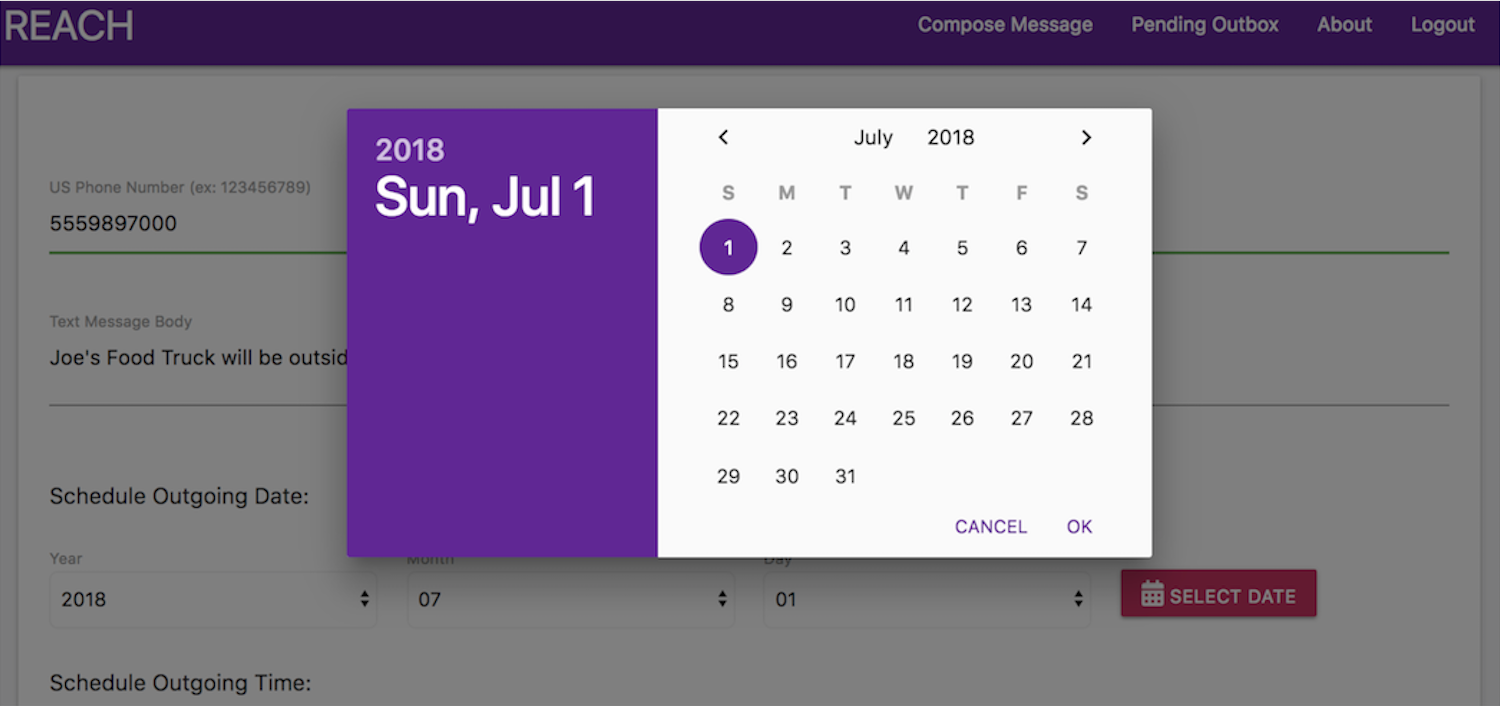 REACH
Compose Message Pending Outbox About Logout
US Phone Number (ex: 123456789)
5559897000
Text Message Body
Joe's Food Truck will be outsid
2018
Sun, Jul 1
July 2018
S M T W T F S
1 2 3 4 5 6 7
8 9 10 11 12 13 14
15 16 17 18 19 20 21
22 23 24 25 26 27 28
29 30 31
CANCEL OK
Schedule Outgoing Date:
Year Month Day
2018 07 01 SELECT DATE
Schedule Outgoing Time: